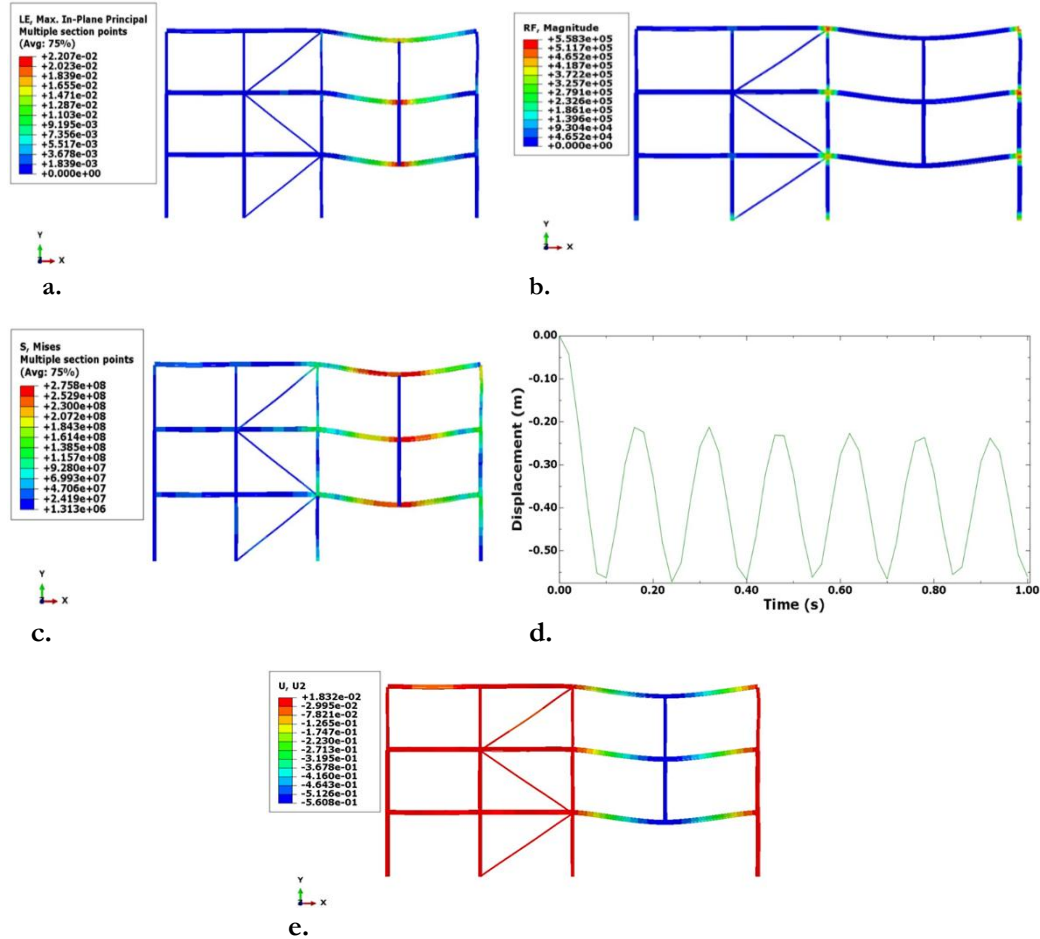 LE, Max. In-Plane Principal
Multiple section points
(Avg: 75%)
+2.207e-02
+2.023e-02
+1.839e-02
+1.655e-02
+1.471e-02
+1.287e-02
+1.103e-02
+9.195e-03
+7.356e-03
+5.517e-03
+3.678e-03
+1.839e-03
+0.000e+00
Y
X
a.
RF, Magnitude
+5.583e+05
+5.117e+05
+4.652e+05
+4.187e+05
+3.722e+05
+3.257e+05
+2.791e+05
+2.326e+05
+1.861e+05
+1.396e+05
+9.304e+04
+4.652e+04
+0.000e+00
Y
X
b.
S, Mises
Multiple section points
(Avg: 75%)
+2.758e+08
+2.529e+08
+2.300e+08
+2.072e+08
+1.843e+08
+1.614e+08
+1.385e+08
+1.157e+08
+9.280e+07
+6.993e+07
+4.706e+07
+2.419e+07
+1.313e+06
Y
X
c.
0.00
-0.10
-0.20
-0.30
-0.40
-0.50
Displacement (m)
0.00 0.20 0.40 0.60 0.80 1.00
Time (s)
d.
U, U2
+1.832e-02
-2.995e-02
-7.821e-02
-1.265e-01
-1.747e-01
-2.230e-01
-2.713e-01
-3.195e-01
-3.678e-01
-4.160e-01
-4.643e-01
-5.126e-01
-5.608e-01
Y
X
e.